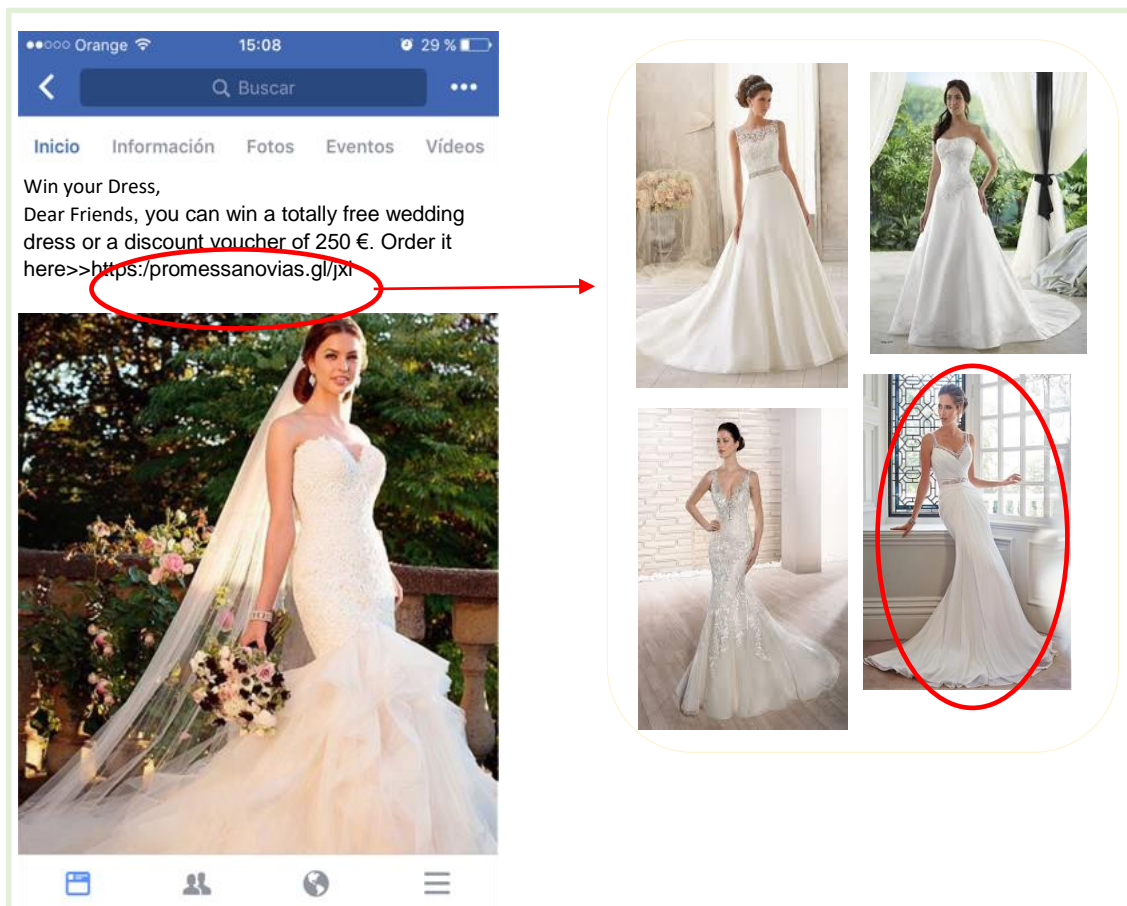 Orange 15:08 29 %
Buscar
Inicio Información Fotos Eventos Vídeos
Win your Dress,
Dear Friends, you can win a totally free wedding
dress or a discount voucher of 250 €. Order it
here>>https:/promessanovias.gl/jxl